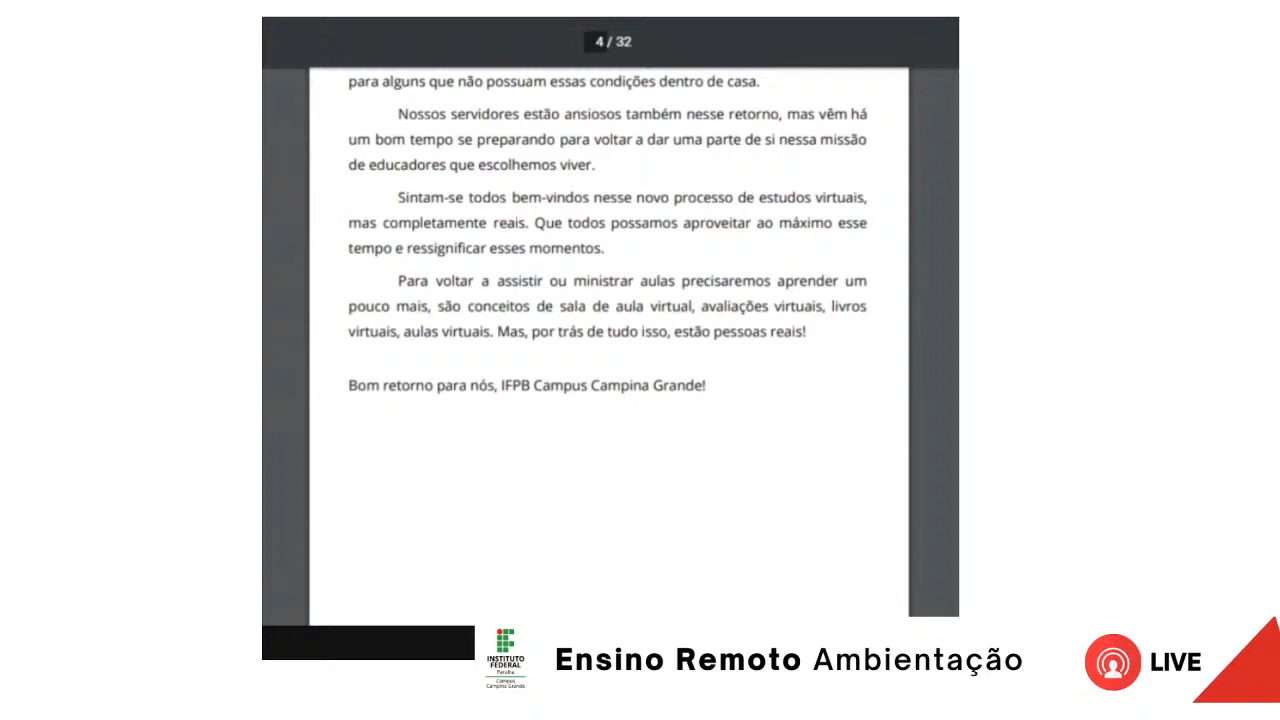 4 / 32
para alguns que não possuam essas condições dentro de casa.
Nossos servidores estão ansiosos também nesse retorno, mas vêm há
um bom tempo se preparando para voltar a dar uma parte de si nessa missão
de educadores que escolhemos viver.
Sintam-se todos bem-vindos nesse novo processo de estudos virtuais,
mas completamente reais. Que todos possamos aproveitar ao máximo esse
tempo e ressignificar esses momentos.
Para voltar a assistir ou ministrar aulas precisaremos aprender um
pouco mais, são conceitos de sala de aula virtual, avaliações virtuais, livros
virtuais, aulas virtuais. Mas, por trás de tudo isso, estão pessoas reais!
Bom retorno para nós, IFPB Campus Campina Grande!
INSTITUTO
FEDERAL
Paraíba
Campus
Campina Grande
Ensino Remoto Ambientação
LIVE